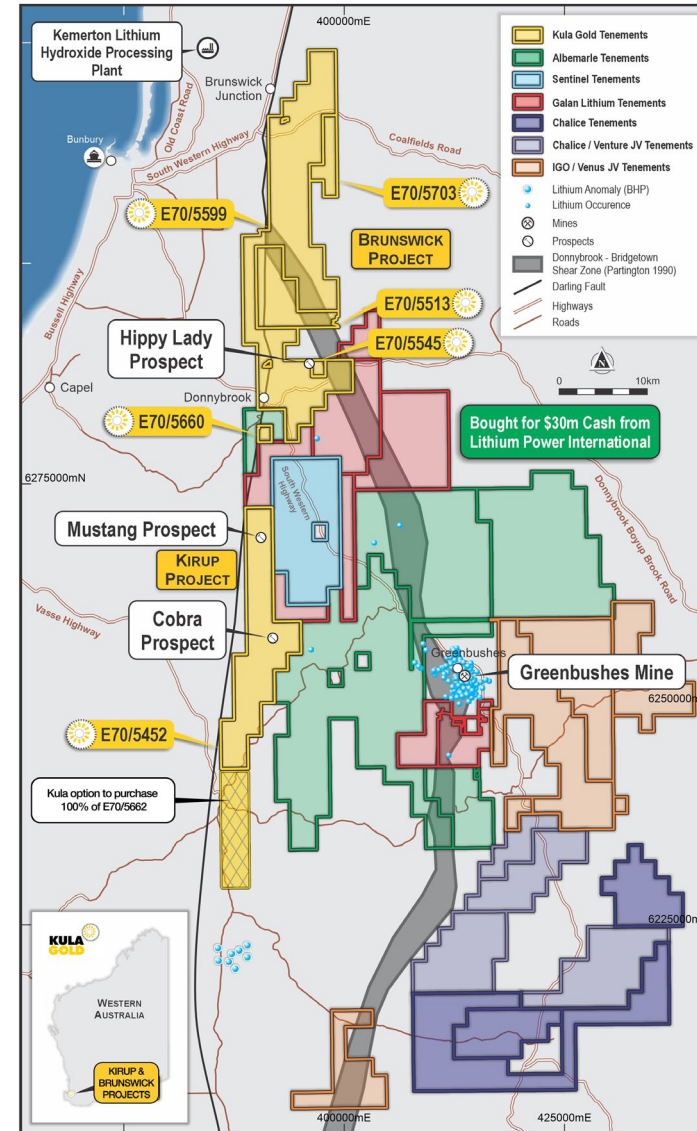 400000mE
Kemerton Lithium
Hydroxide Processing
Plant
Brunswick
Junction
Old Coast Road
Bunbury
South Western Highway
Coalfields Road
Kula Gold Tenements
Albemarle Tenements
Sentinel Tenements
Galan Lithium Tenements
Chalice Tenements
Chalice / Venture JV Tenements
IGO / Venus JV Tenements
Lithium Anomaly (BHP)
Lithium Occurence
Mines
Prospects
Donnybrook - Bridgetown
Shear Zone (Partington 1990)
Darling Fault
Highways
Roads
E70/5703
E70/5599
BRUNSWICK
PROJECT
Bussell Highway
E70/5513
Hippy Lady
Prospect
E70/5545
0
10km
Capel
Donnybrook
E70/5660
Bought for $30m Cash from
Lithium Power International
6275000mN
South Western
Highway
Donnybrook Boyup Brook Road
Mustang Prospect
KIRUP
PROJECT
Vasse Highway
Cobra
Prospect
Greenbushes
Greenbushes Mine
6250000m
E70/5452
Kula option to purchase
100% of E70/5662
6225000m
KULA
GOLD
WESTERN
AUSTRALIA
KIRUP &
BRUNSWICK
PROJECTS
400000mE
425000mE